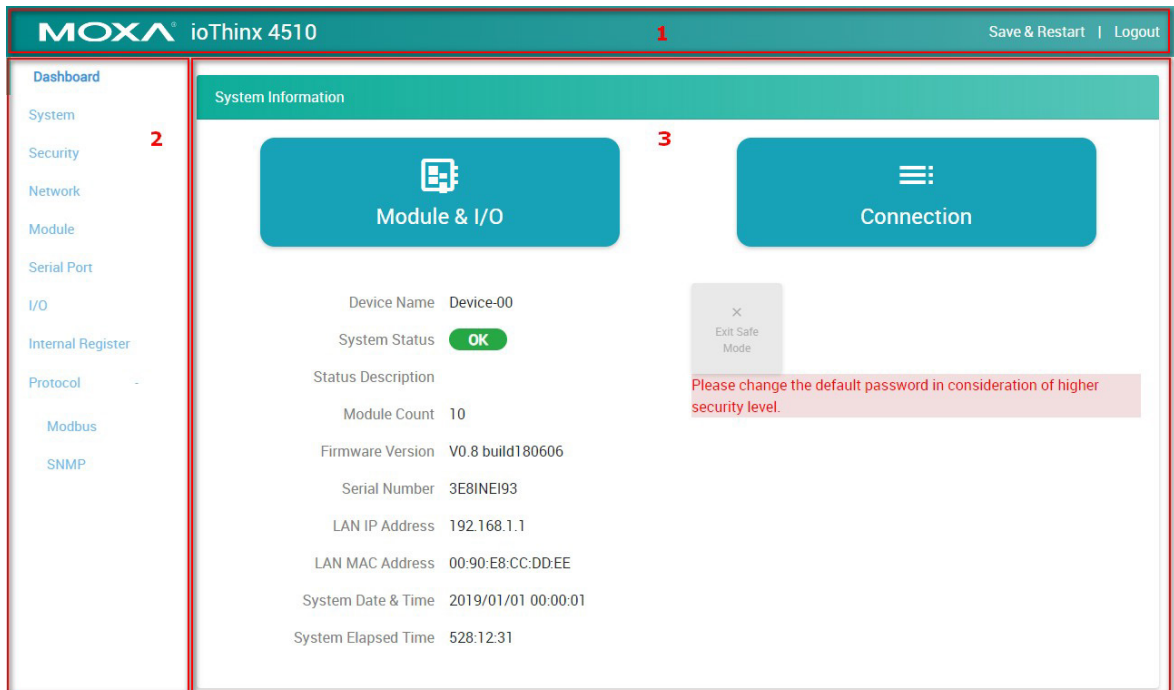 MOXA® ioThinx 4510 1 Save & Restart | Logout
Dashboard
System
Security
Network
Module
Serial Port
I/O
Internal Register
Protocol -
Modbus
SNMP
2
System Information
3
Module & I/O
Connection
Device Name Device-00
System Status OK
Status Description
Module Count 10
Firmware Version V0.8 build180606
Serial Number 3E8INEI93
LAN IP Address 192.168.1.1
LAN MAC Address 00:90:E8:CC:DD:EE
System Date & Time 2019/01/01 00:00:01
System Elapsed Time 528:12:31
×
Exit Safe
Mode
Please change the default password in consideration of higher
security level.